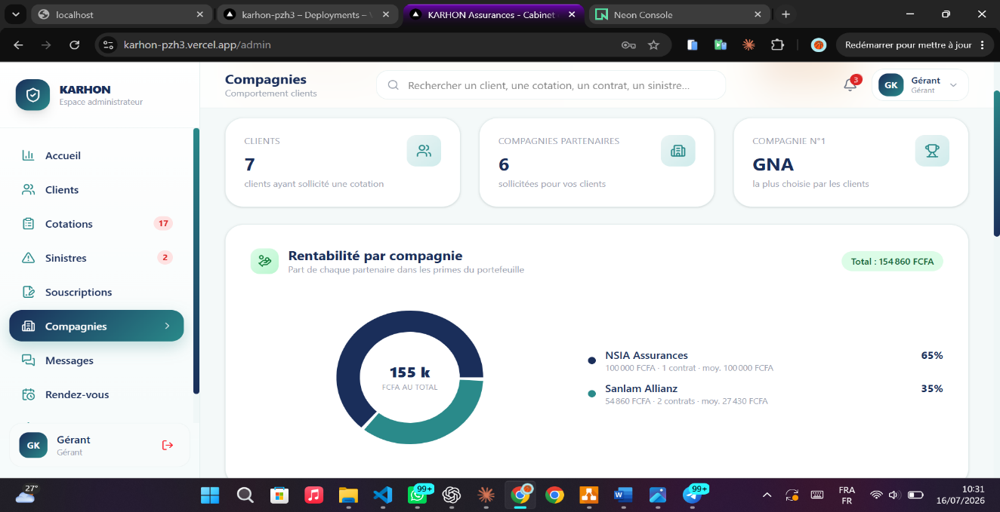 localhost
karhon-pzh3 – Deployments –
KARHON Assurances - Cabinet
Neon Console
karhon-pzh3.vercel.app/admin
Redémarrer pour mettre à jour
KARHON
Espace administrateur
Accueil
Clients
Cotations 17
Sinistres 2
Souscriptions
Compagnies
Messages
Rendez-vous
GK
Gérant
Gérant
Compagnies
Comportement clients
Rechercher un client, une cotation, un contrat, un sinistre...
3
GK
Gérant
Gérant
CLIENTS
7
clients ayant sollicité une cotation
COMPAGNIES PARTENAIRES
6
sollicitées pour vos clients
COMPAGNIE N°1
GNA
la plus choisie par les clients
Rentabilité par compagnie
Part de chaque partenaire dans les primes du portefeuille
Total : 154 860 FCFA
155 k
FCFA AU TOTAL
NSIA Assurances 65%
100 000 FCFA · 1 contrat · moy. 100 000 FCFA
Sanlam Allianz 35%
54 860 FCFA · 2 contrats · moy. 27 430 FCFA
27°
99+
99+
FRA
FR
10:31
16/07/2026